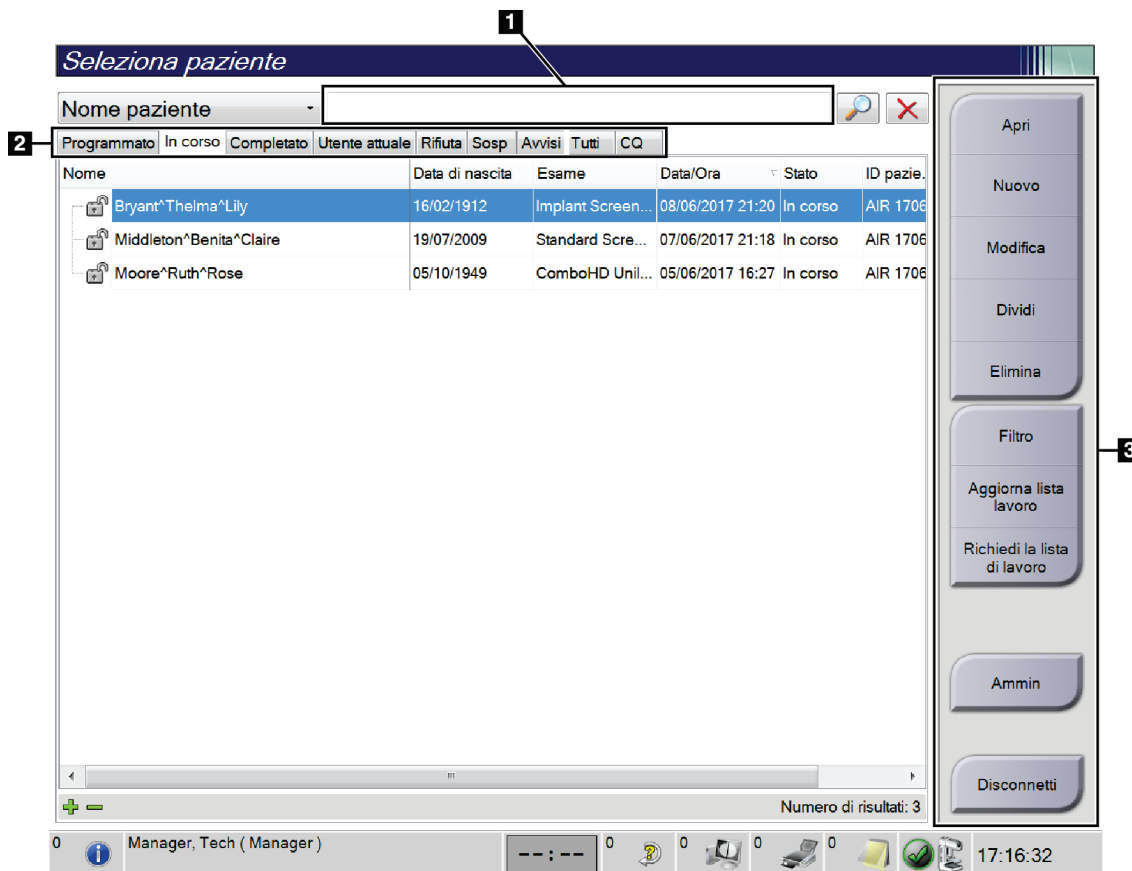 1
Seleziona paziente
Nome paziente
2
Programmato In corso Completato Utente attuale Rifiuta Sosp Avvisi Tutti CQ
Nome Data di nascita Esame Data/Ora Stato ID pazie.
Bryant^Thelma^Lily 16/02/1912 Implant Screen... 08/06/2017 21:20 In corso AIR 1706
Middleton^Benita^Claire 19/07/2009 Standard Scre... 07/06/2017 21:18 In corso AIR 1706
Moore^Ruth^Rose 05/10/1949 ComboHD Unil... 05/06/2017 16:27 In corso AIR 1706
Numero di risultati: 3
Apri
Nuovo
Modifica
Dividi
Elimina
Filtro
3
Aggiorna lista
lavoro
Richiedi la lista
di lavoro
Ammin
Disconnetti
0 Manager, Tech ( Manager ) --:-- 0 0 0 0 17:16:32